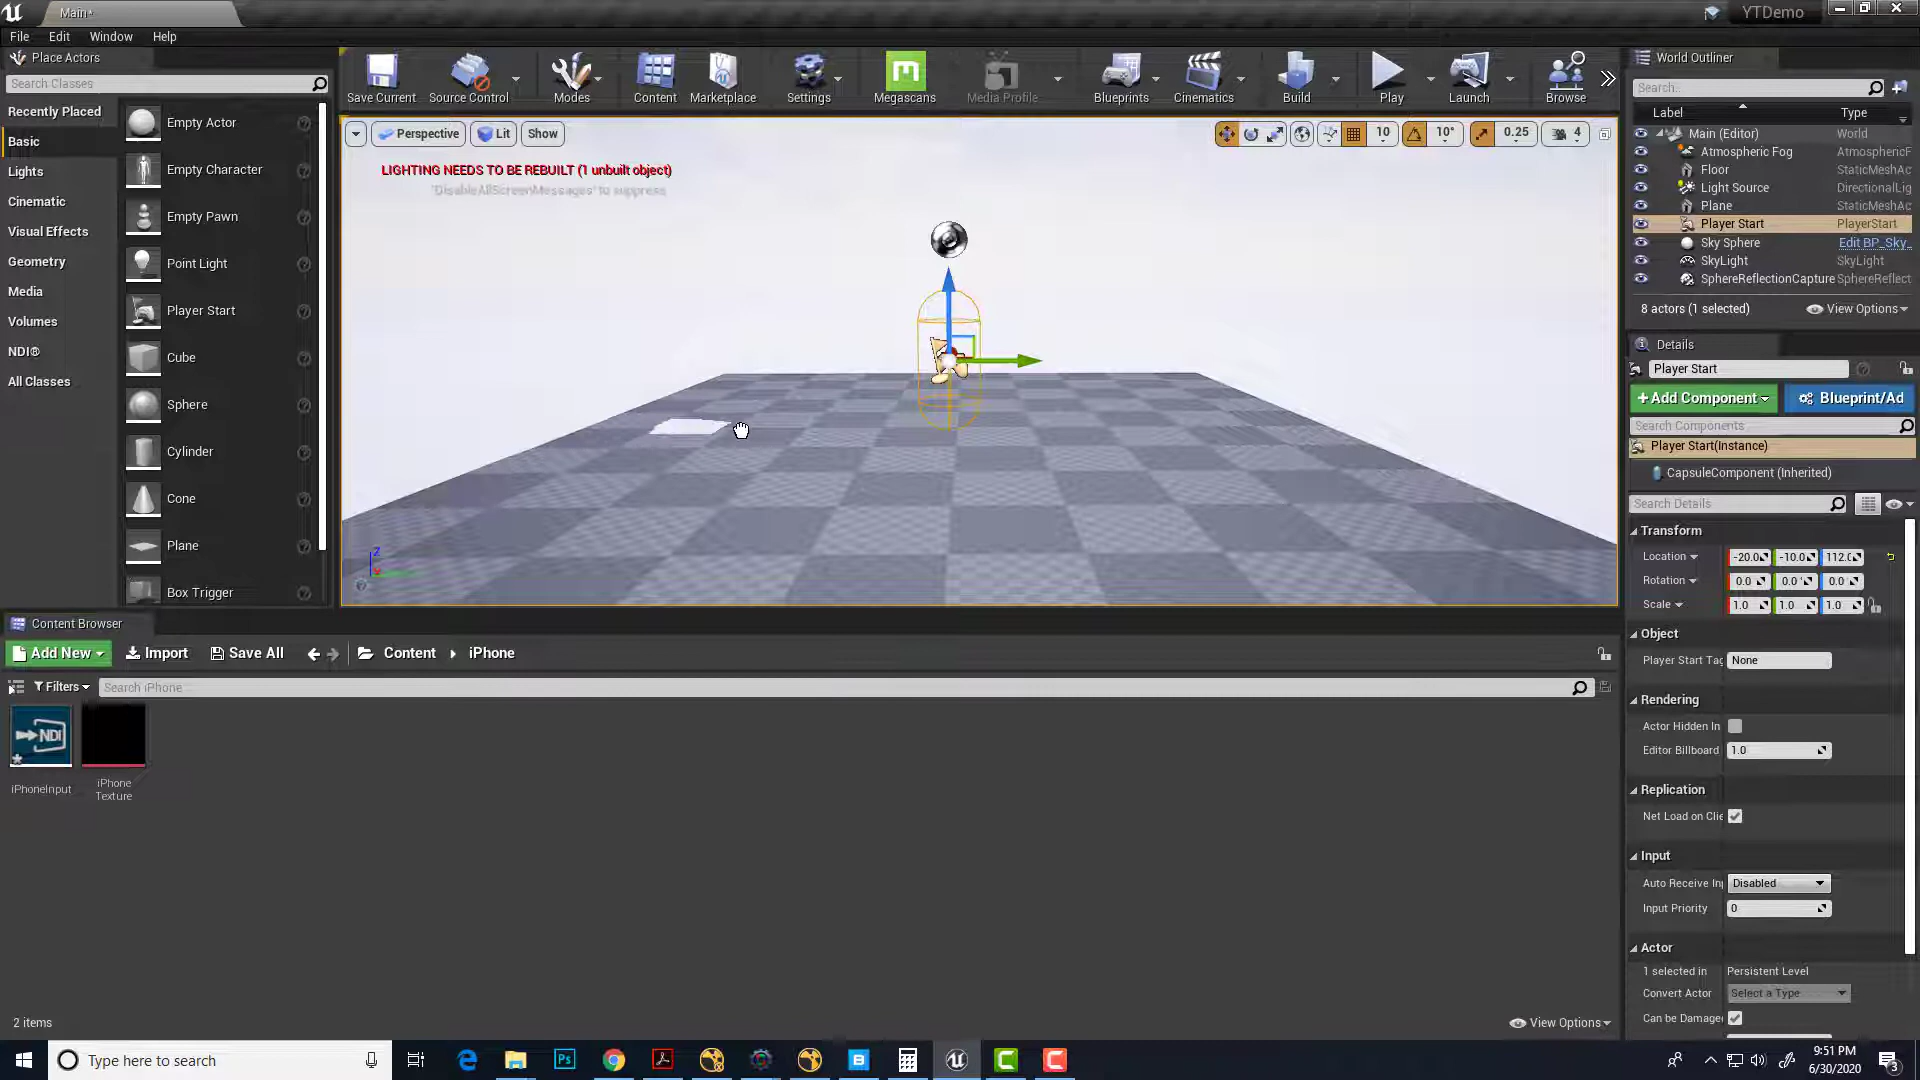 Main*
YTDemo
File Edit Window Help
Place Actors
Search Classes
Recently Placed
Basic
Lights
Cinematic
Visual Effects
Geometry
Media
Volumes
NDI®
All Classes
Empty Actor
Empty Character
Empty Pawn
Point Light
Player Start
Cube
Sphere
Cylinder
Cone
Plane
Box Trigger
Save Current Source Control Modes Content Marketplace Settings Megascans Media Profile Blueprints Cinematics Build Play Launch Browse
Perspective Lit Show
10 10° 0.25 4
LIGHTING NEEDS TO BE REBUILT (1 unbuilt object)
'DisableAllScreenMessages' to suppress
World Outliner
Search..
Label Type
Main (Editor) World
Atmospheric Fog AtmosphericF
Floor StaticMeshAc
Light Source DirectionalLig
Plane StaticMeshAc
Player Start PlayerStart
Sky Sphere Edit BP_Sky_
SkyLight SkyLight
SphereReflectionCapture SphereReflect
8 actors (1 selected) View Options
Details
Player Start
+Add Component Blueprint/Ad
Search Components
Player Start(Instance)
CapsuleComponent (Inherited)
Search Details
Transform
Location -20.0 -10.0 112.0
Rotation 0.0 ° 0.0 ° 0.0 °
Scale 1.0 1.0 1.0
Object
Player Start Tag None
Rendering
Actor Hidden In
Editor Billboard 1.0
Replication
Net Load on Clie
Input
Auto Receive In Disabled
Input Priority 0
Actor
1 selected in Persistent Level
Convert Actor Select a Type
Can be Damage
Z
Content Browser
Add New Import Save All Content iPhone
Filters Search iPhone
NDI
iPhoneInput
iPhone
Texture
2 items
View Options
Type here to search
Ps
9:51 PM
6/30/2020
3